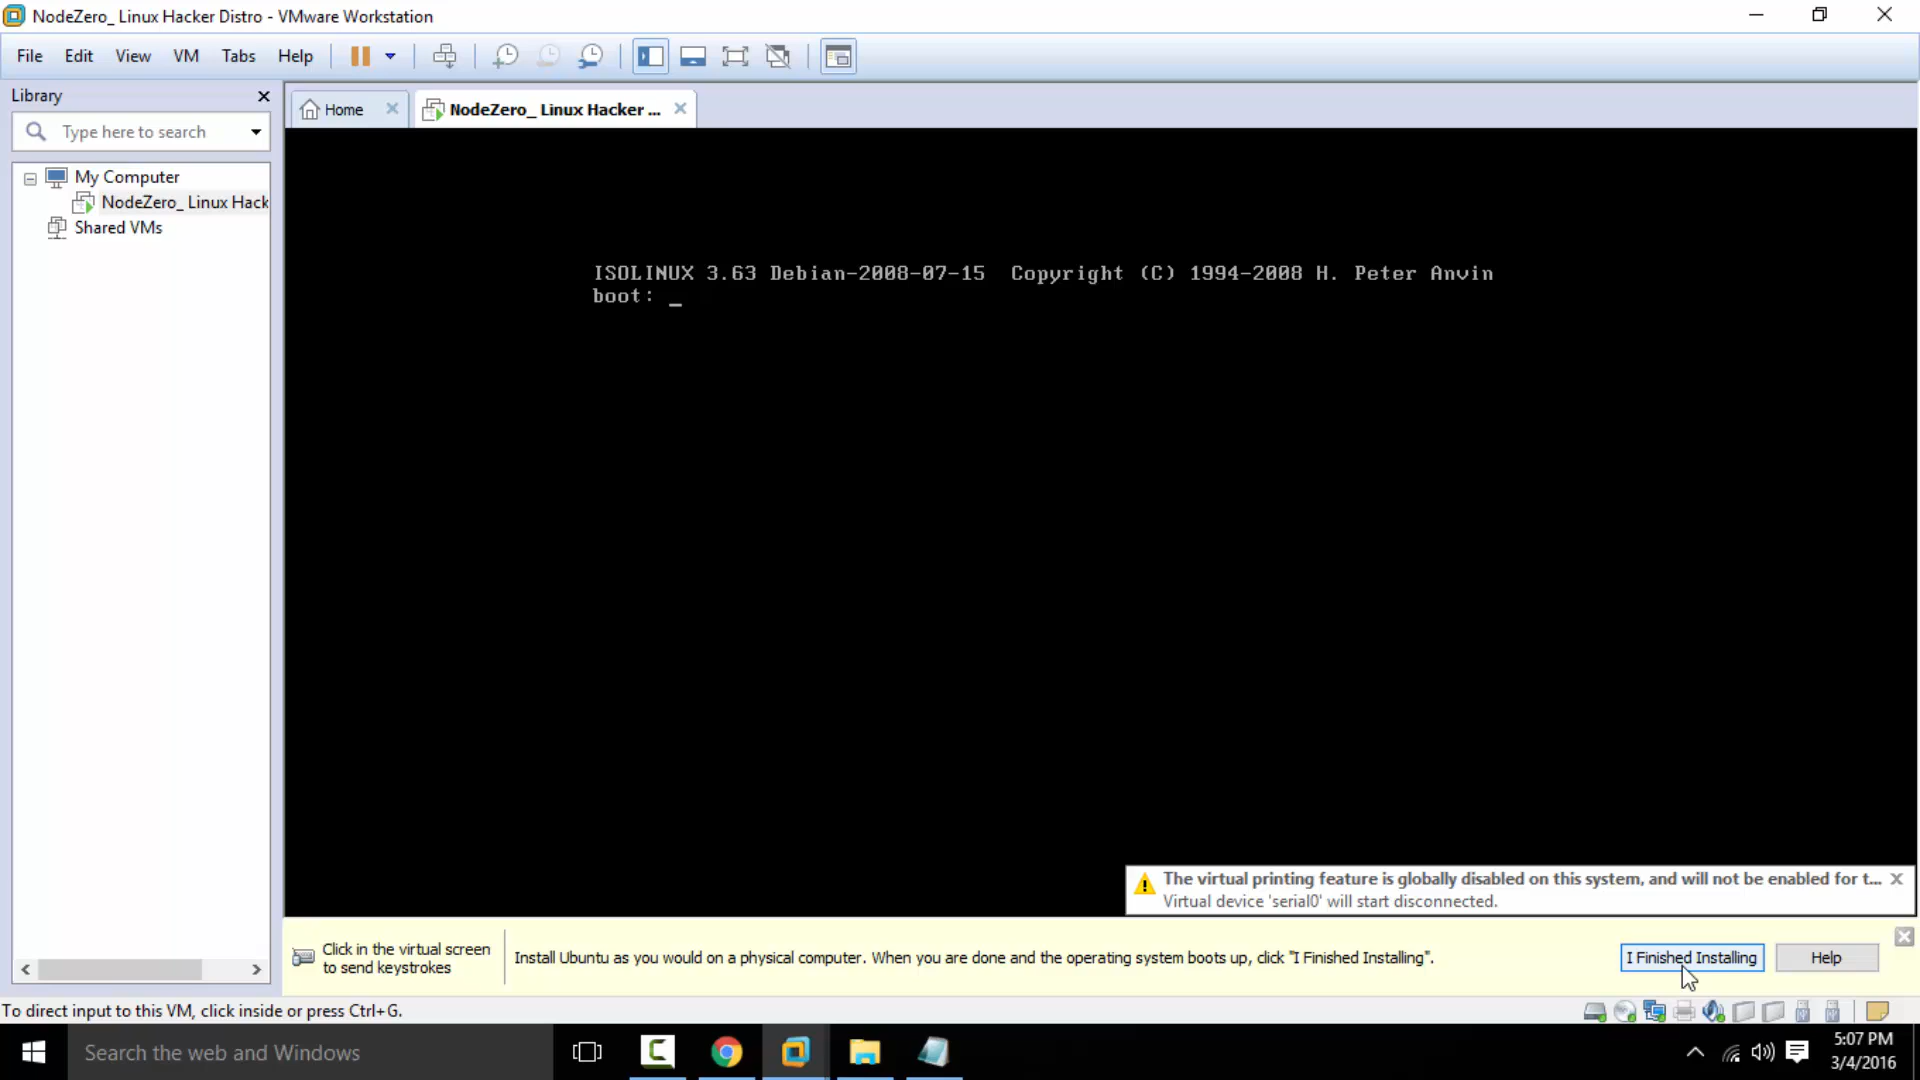 NodeZero_ Linux Hacker Distro - VMware Workstation
File Edit View VM Tabs Help
Library
Type here to search
My Computer
NodeZero_ Linux Hack
Shared VMs
Home
NodeZero_ Linux Hacker ...
ISOLINUX 3.63 Debian-2008-07-15 Copyright (C) 1994-2008 H. Peter Anvin
boot: _
The virtual printing feature is globally disabled on this system, and will not be enabled for t...
Virtual device 'serial0' will start disconnected.
Click in the virtual screen
to send keystrokes
Install Ubuntu as you would on a physical computer. When you are done and the operating system boots up, click "I Finished Installing".
I Finished Installing
Help
To direct input to this VM, click inside or press Ctrl+G.
Search the web and Windows
5:07 PM
3/4/2016